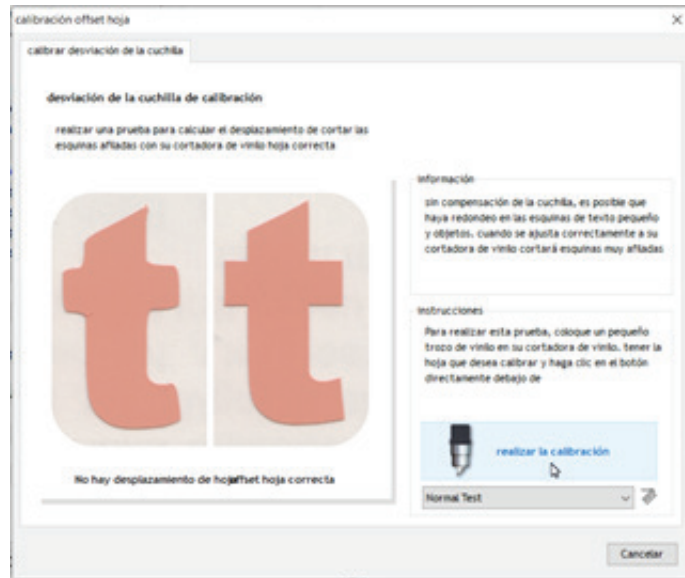 calibración offset hoja
calibrar desviación de la cuchilla
desviación de la cuchilla de calibración
realizar una prueba para calcular el desplazamiento de cortar las
esquinas afiladas con su cortadora de vinilo hoja correcta
Información
sin compensación de la cuchilla, es posible que
haya redondeo en las esquinas de texto pequeño
y objetos. cuando se ajusta correctamente a su
cortadora de vinilo cortará esquinas muy afiladas
t t
Instrucciones
Para realizar esta prueba, coloque un pequeño
trozo de vinilo en su cortadora de vinilo. tener la
hoja que desea calibrar y haga clic en el botón
directamente debajo de
realizar la calibración
No hay desplazamiento de hoja
offset hoja correcta
Normal Test
Cancelar